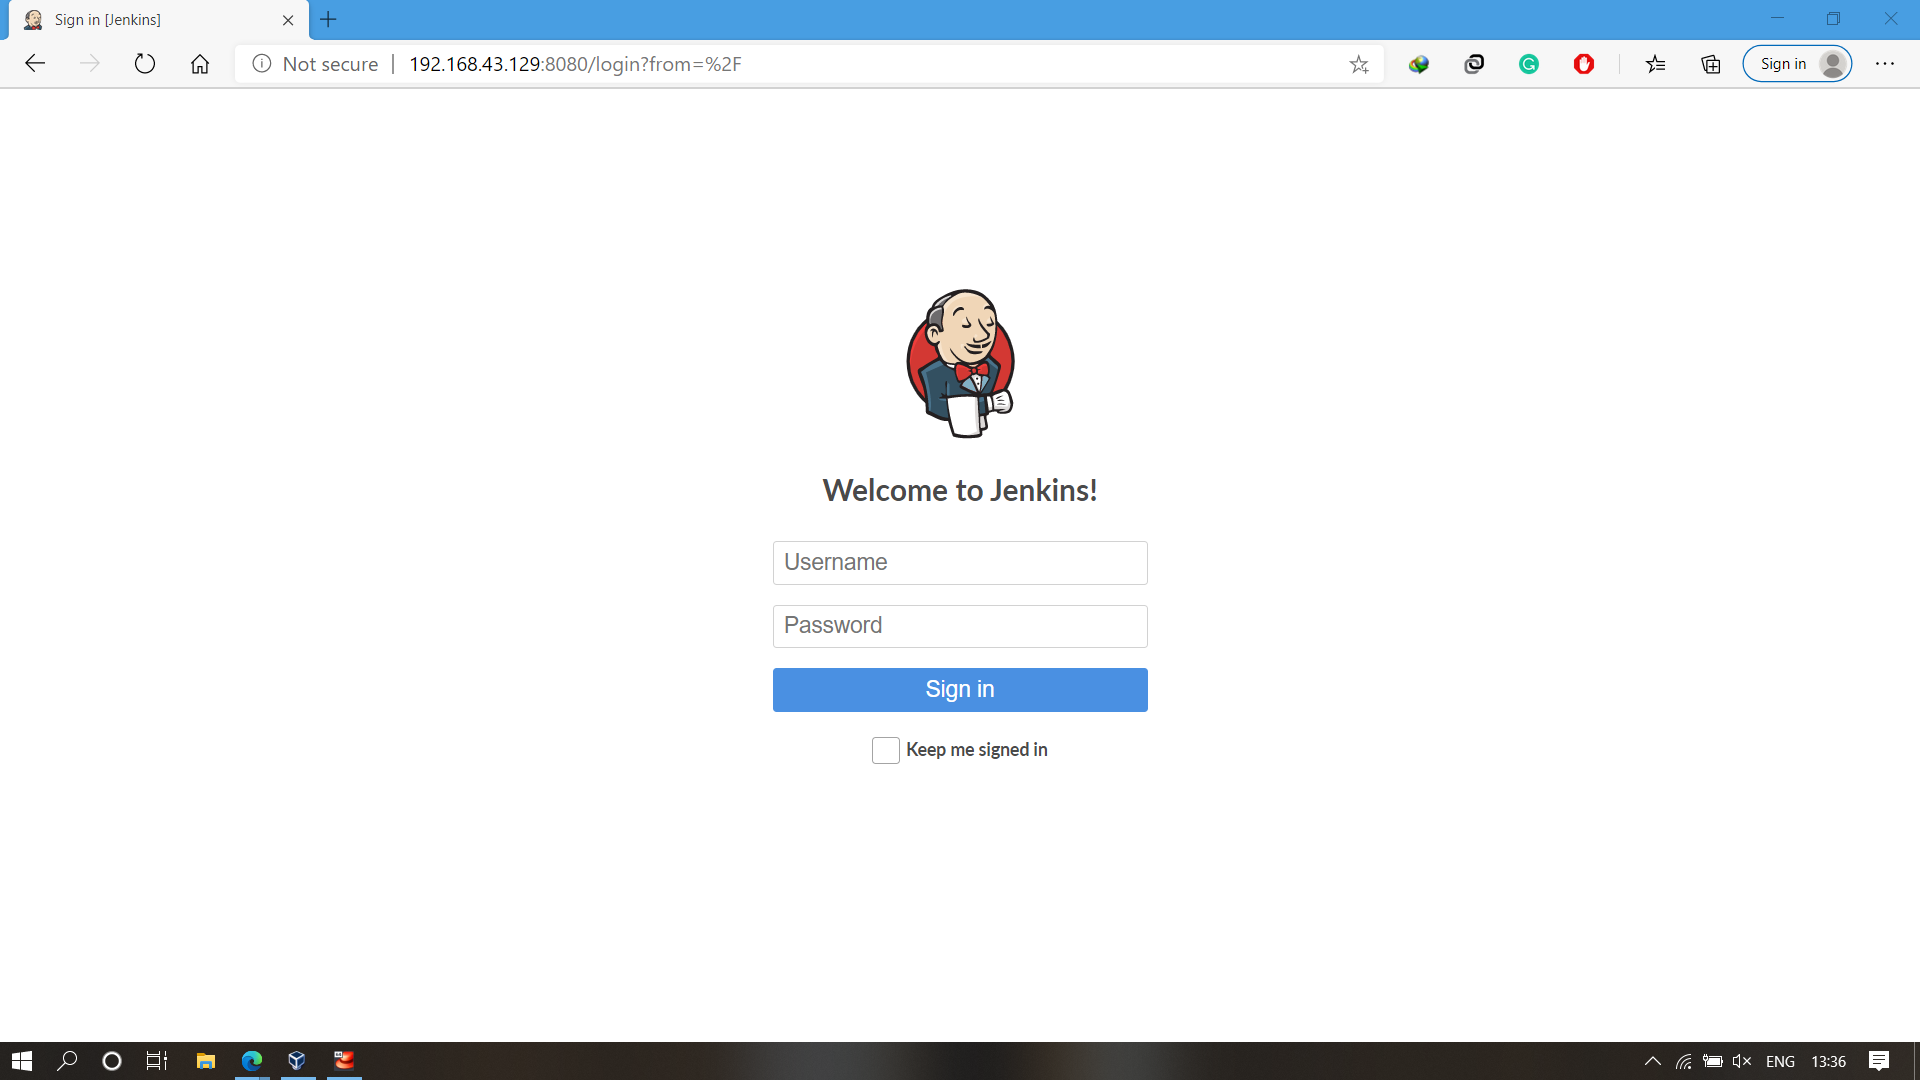 Sign in [Jenkins]
Not secure | 192.168.43.129:8080/login?from=%2F
Sign in
Welcome to Jenkins!
Username
Password
Sign in
Keep me signed in
ENG 13:36